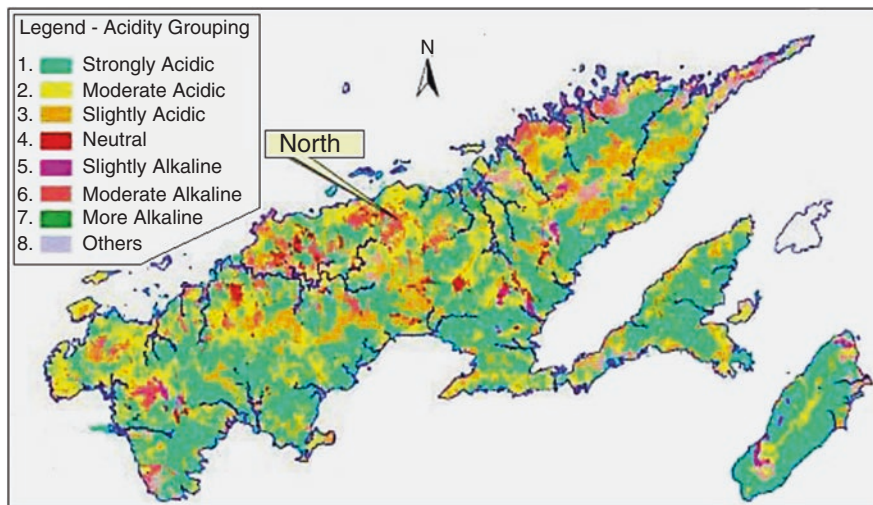 Legend - Acidity Grouping
1. Strongly Acidic
2. Moderate Acidic
3. Slightly Acidic
4. Neutral
5. Slightly Alkaline
6. Moderate Alkaline
7. More Alkaline
8. Others
N
North